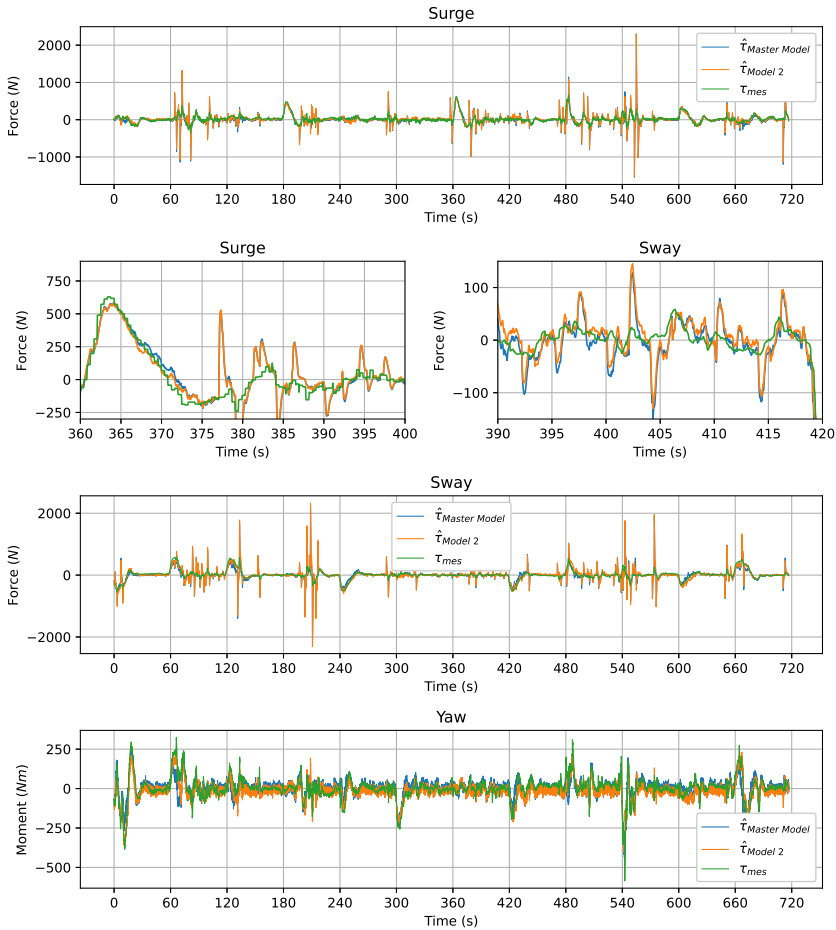 Surge
2000
1000
0
−1000
Force (N)
τ̂ Master Model
τ̂ Model 2
τ mes
0 60 120 180 240 300 360 420 480 540 600 660 720
Time (s)
Surge
750
500
250
0
−250
Force (N)
360 365 370 375 380 385 390 395 400
Time (s)
Sway
100
0
−100
Force (N)
390 395 400 405 410 415 420
Time (s)
Sway
2000
0
−2000
Force (N)
τ̂ Master Model
τ̂ Model 2
τ mes
0 60 120 180 240 300 360 420 480 540 600 660 720
Time (s)
Yaw
250
0
−250
−500
Moment (Nm)
τ̂ Master Model
τ̂ Model 2
τ mes
0 60 120 180 240 300 360 420 480 540 600 660 720
Time (s)